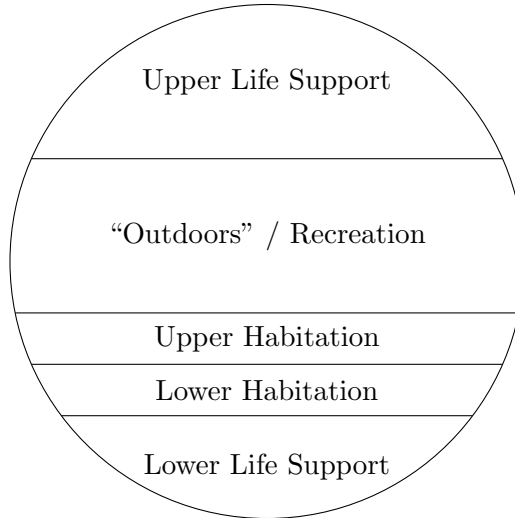 Upper Life Support
“Outdoors” / Recreation
Upper Habitation
Lower Habitation
Lower Life Support